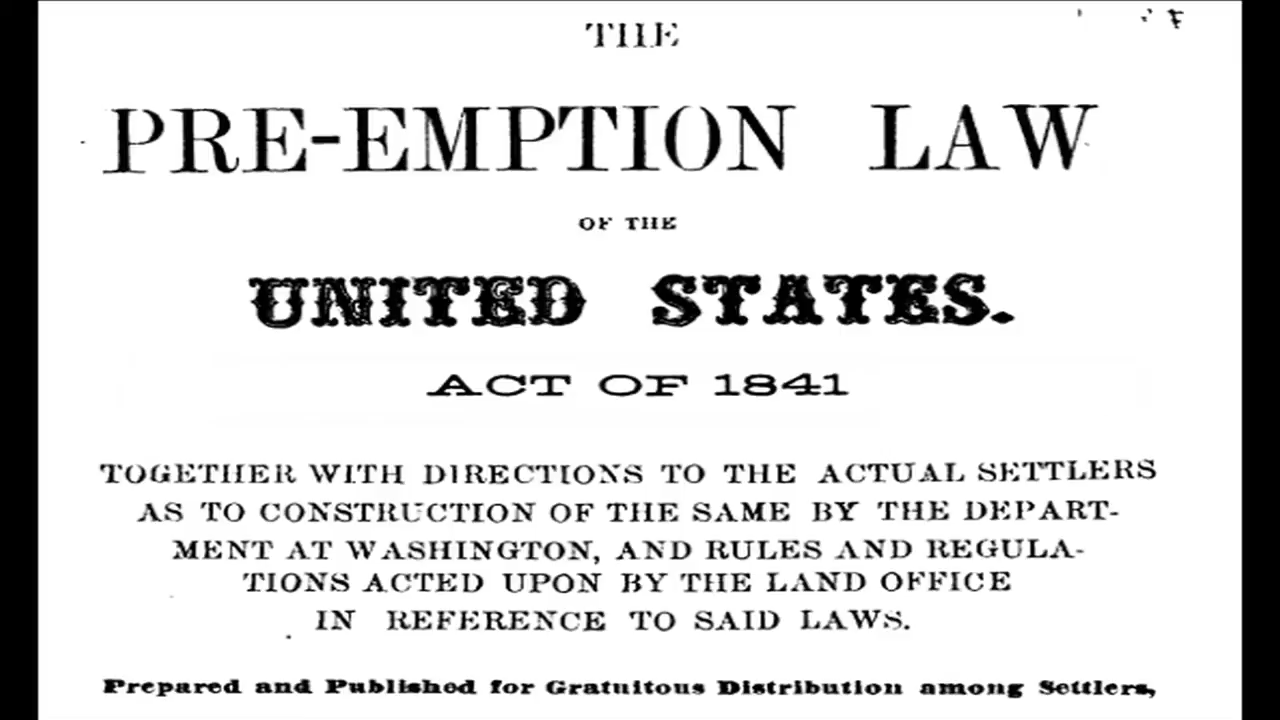 THE
PRE-EMPTION LAW
OF THE
UNITED STATES.
ACT OF 1841
TOGETHER WITH DIRECTIONS TO THE ACTUAL SETTLERS
AS TO CONSTRUCTION OF THE SAME BY THE DEPART-
MENT AT WASHINGTON, AND RULES AND REGULA-
TIONS ACTED UPON BY THE LAND OFFICE
IN REFERENCE TO SAID LAWS.
Prepared and Published for Gratuitous Distribution among Settlers,